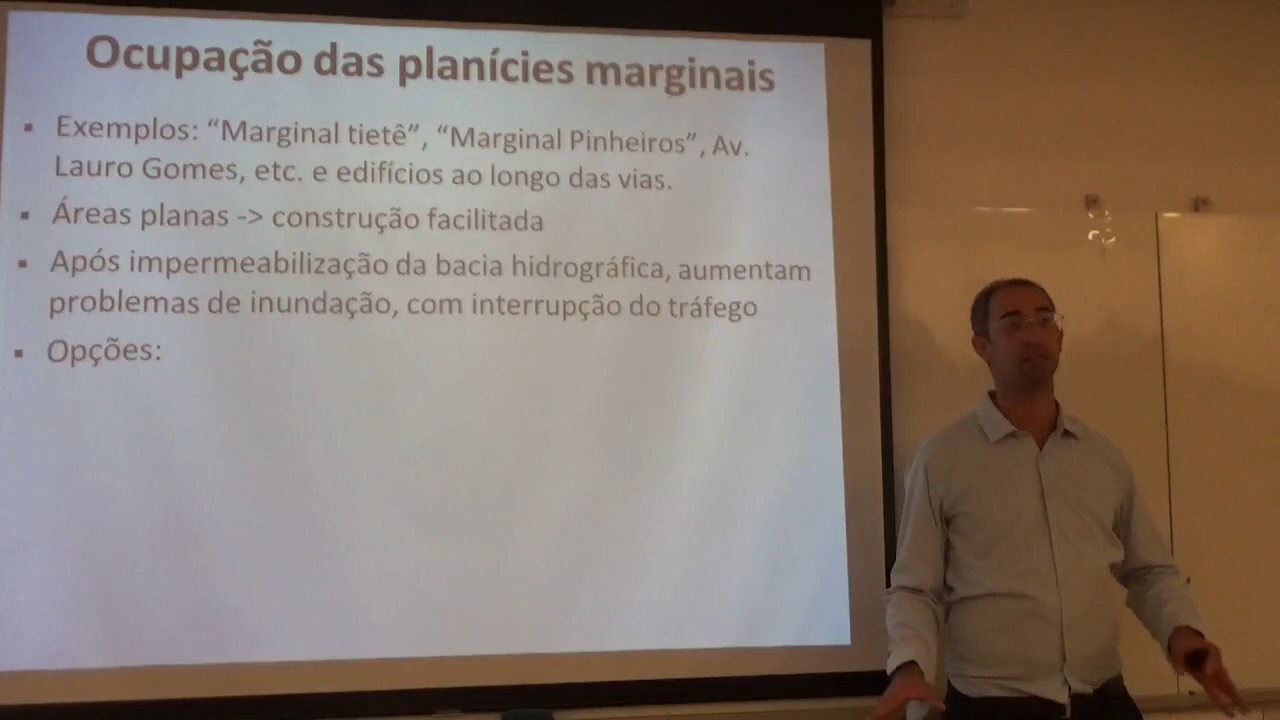 Ocupação das planícies marginais
▪ Exemplos: “Marginal tietê”, “Marginal Pinheiros”, Av.
Lauro Gomes, etc. e edifícios ao longo das vias.
▪ Áreas planas -> construção facilitada
▪ Após impermeabilização da bacia hidrográfica, aumentam
problemas de inundação, com interrupção do tráfego
▪ Opções: